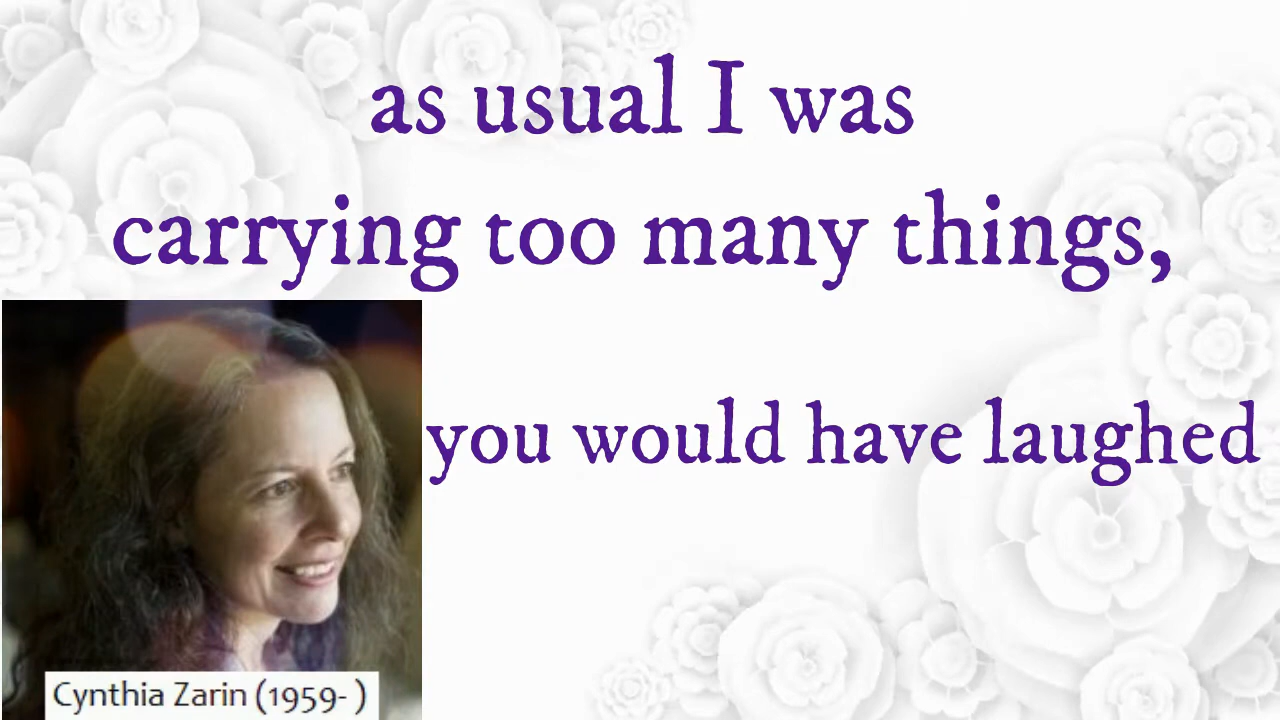 as usual I was
carrying too many things,
you would have laughed
Cynthia Zarin (1959- )